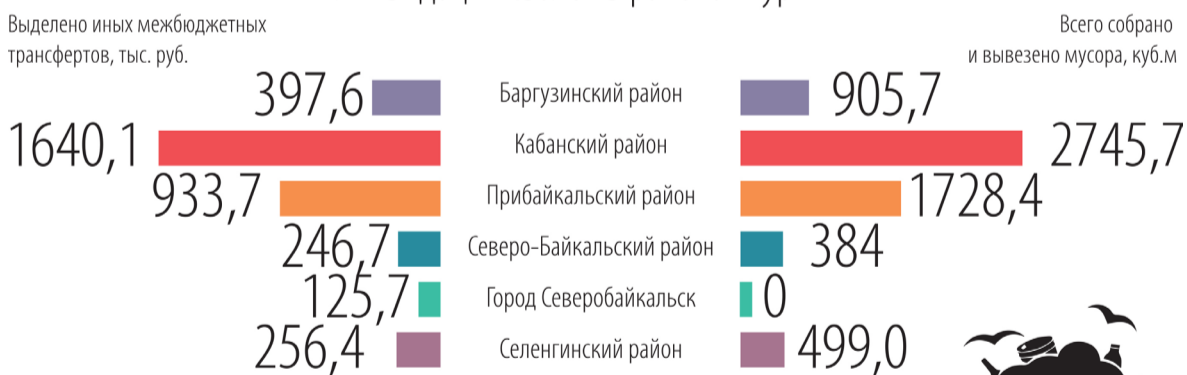 Выделено иных межбюджетных
трансфертов, тыс. руб.
Всего собрано
и вывезено мусора, куб.м
397,6 Баргузинский район 905,7
1640,1 Кабанский район 2745,7
933,7 Прибайкальский район 1728,4
246,7 Северо-Байкальский район 384
125,7 Город Северобайкальск 0
256,4 Селенгинский район 499,0